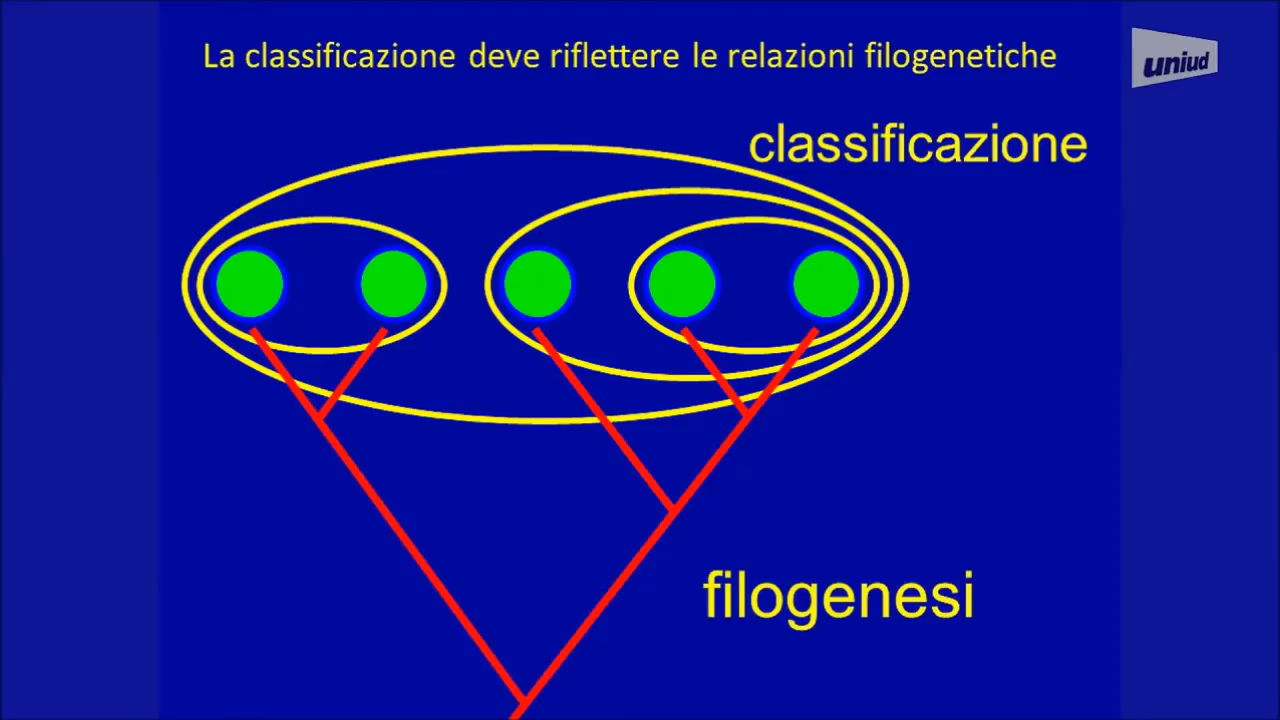 La classificazione deve riflettere le relazioni filogenetiche
uniud
classificazione
filogenesi